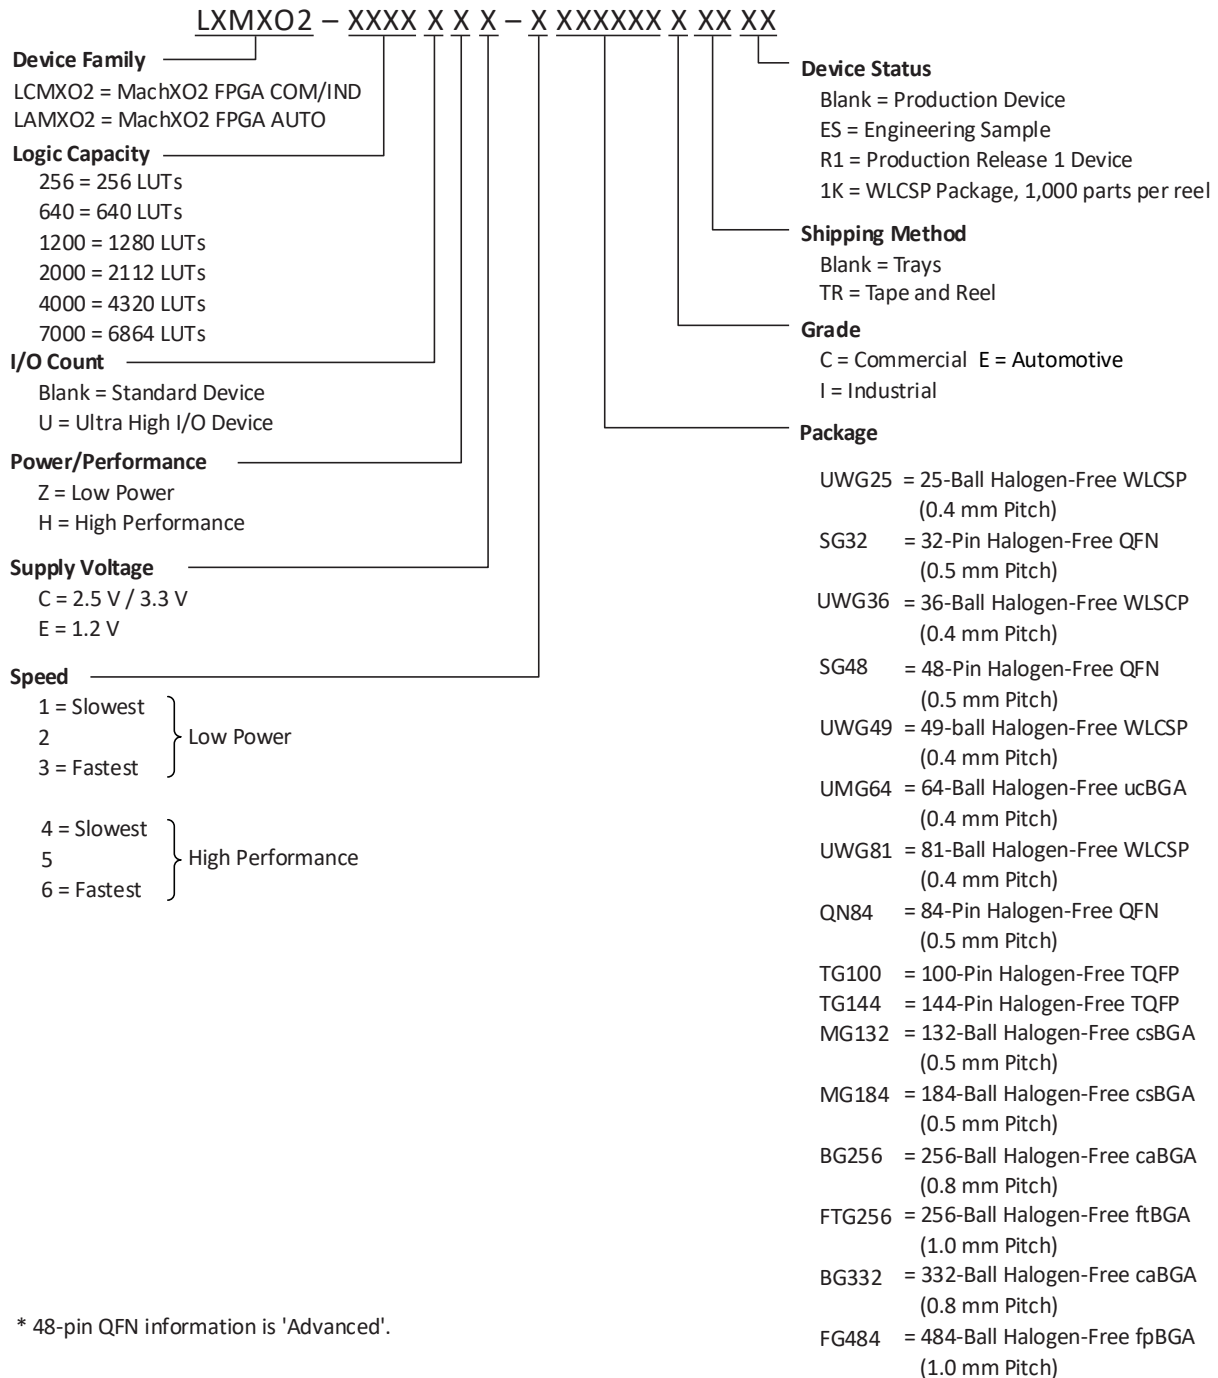 LXMXO2 – XXXX X X X – X XXXXXX X XX XX
Device Family
LCMXO2 = MachXO2 FPGA COM/IND
LAMXO2 = MachXO2 FPGA AUTO
Logic Capacity
256 = 256 LUTs
640 = 640 LUTs
1200 = 1280 LUTs
2000 = 2112 LUTs
4000 = 4320 LUTs
7000 = 6864 LUTs
I/O Count
Blank = Standard Device
U = Ultra High I/O Device
Power/Performance
Z = Low Power
H = High Performance
Supply Voltage
C = 2.5 V / 3.3 V
E = 1.2 V
Speed
1 = Slowest
2
3 = Fastest
Low Power
4 = Slowest
5
6 = Fastest
High Performance
Device Status
Blank = Production Device
ES = Engineering Sample
R1 = Production Release 1 Device
1K = WLCSP Package, 1,000 parts per reel
Shipping Method
Blank = Trays
TR = Tape and Reel
Grade
C = Commercial E = Automotive
I = Industrial
Package
UWG25 = 25-Ball Halogen-Free WLCSP
(0.4 mm Pitch)
SG32 = 32-Pin Halogen-Free QFN
(0.5 mm Pitch)
UWG36 = 36-Ball Halogen-Free WLSCP
(0.4 mm Pitch)
SG48 = 48-Pin Halogen-Free QFN
(0.5 mm Pitch)
UWG49 = 49-ball Halogen-Free WLCSP
(0.4 mm Pitch)
UMG64 = 64-Ball Halogen-Free ucBGA
(0.4 mm Pitch)
UWG81 = 81-Ball Halogen-Free WLCSP
(0.4 mm Pitch)
QN84 = 84-Pin Halogen-Free QFN
(0.5 mm Pitch)
TG100 = 100-Pin Halogen-Free TQFP
TG144 = 144-Pin Halogen-Free TQFP
MG132 = 132-Ball Halogen-Free csBGA
(0.5 mm Pitch)
MG184 = 184-Ball Halogen-Free csBGA
(0.5 mm Pitch)
BG256 = 256-Ball Halogen-Free caBGA
(0.8 mm Pitch)
FTG256 = 256-Ball Halogen-Free ftBGA
(1.0 mm Pitch)
BG332 = 332-Ball Halogen-Free caBGA
(0.8 mm Pitch)
FG484 = 484-Ball Halogen-Free fpBGA
(1.0 mm Pitch)
* 48-pin QFN information is 'Advanced'.